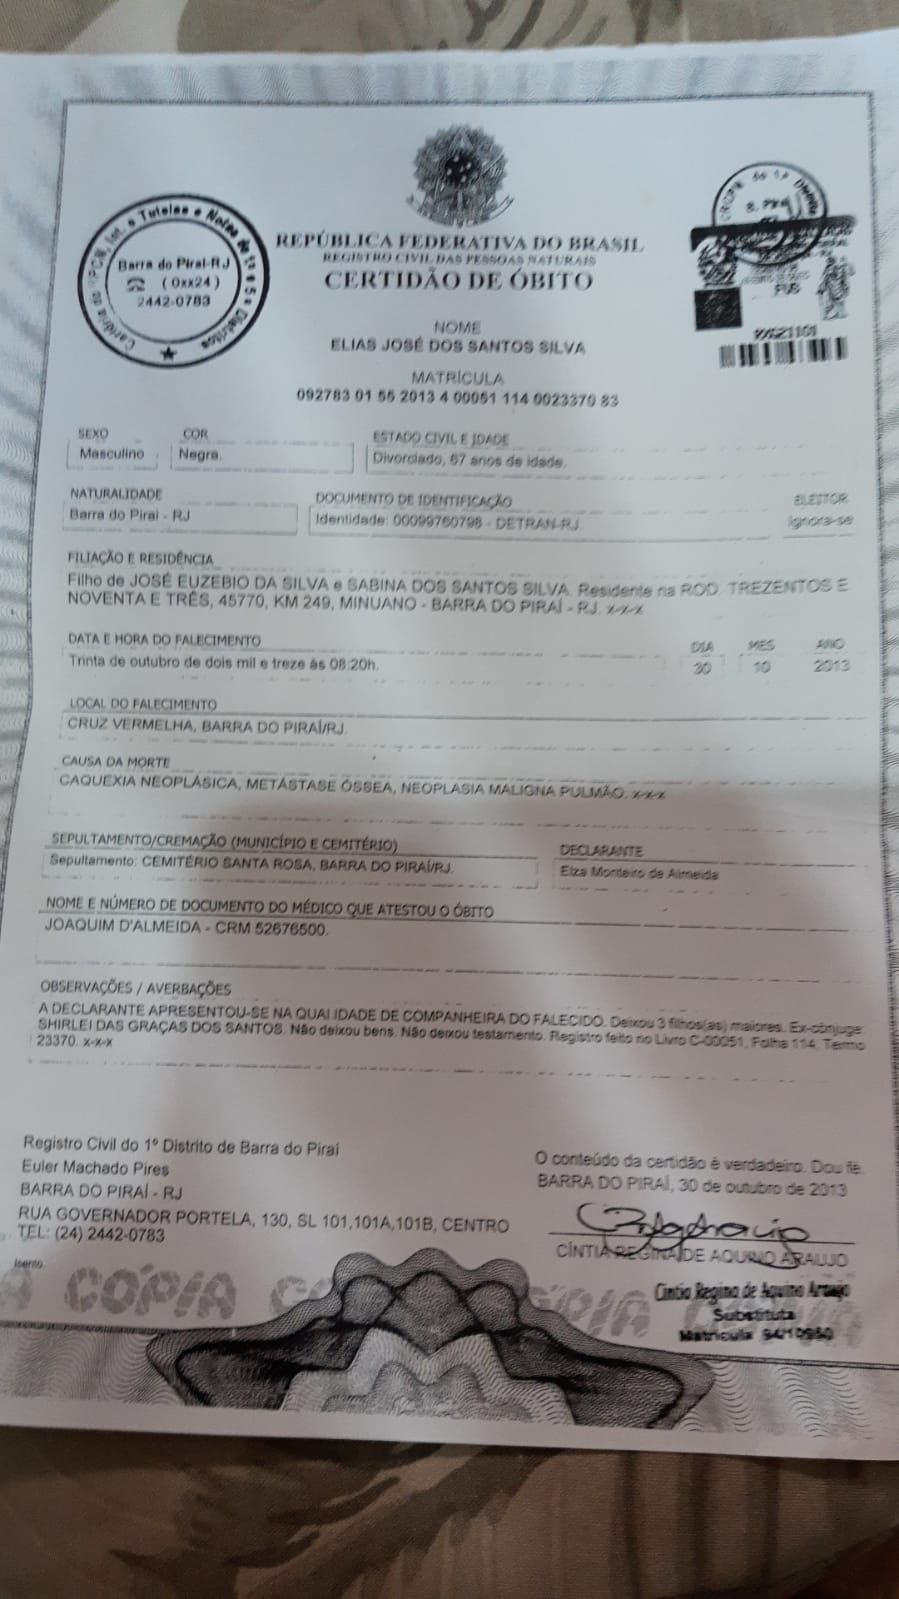 REPÚBLICA FEDERATIVA DO BRASIL
REGISTRO CIVIL DAS PESSOAS NATURAIS
CERTIDÃO DE ÓBITO
Cartório do RCPN, Int. e Tutelas e Notas do 1º e 5º Distritos
Barra do Piraí-RJ
(0xx24)
2442-0783
NOME
ELIAS JOSÉ DOS SANTOS SILVA
MATRÍCULA
092783 01 55 2013 4 00051 114 0023370 83
SEXO COR ESTADO CIVIL E IDADE
Masculino Negra. Divorciado, 67 anos de idade.
NATURALIDADE DOCUMENTO DE IDENTIFICAÇÃO ELEITOR
Barra do Piraí - RJ Identidade: 00099760798 - DETRAN-RJ. Ignora-se
FILIAÇÃO E RESIDÊNCIA
Filho de JOSÉ EUZEBIO DA SILVA e SABINA DOS SANTOS SILVA. Residente na ROD. TREZENTOS E
NOVENTA E TRÊS, 45770, KM 249, MINUANO - BARRA DO PIRAÍ - RJ. x-x-x
DATA E HORA DO FALECIMENTO DIA MES ANO
Trinta de outubro de dois mil e treze às 08:20h. 30 10 2013
LOCAL DO FALECIMENTO
CRUZ VERMELHA, BARRA DO PIRAÍ/RJ.
CAUSA DA MORTE
CAQUEXIA NEOPLÁSICA, METÁSTASE ÓSSEA, NEOPLASIA MALIGNA PULMÃO. x-x-x
SEPULTAMENTO/CREMAÇÃO (MUNICÍPIO E CEMITÉRIO) DECLARANTE
Sepultamento: CEMITÉRIO SANTA ROSA, BARRA DO PIRAÍ/RJ. Elza Monteiro de Almeida
NOME E NÚMERO DE DOCUMENTO DO MÉDICO QUE ATESTOU O ÓBITO
JOAQUIM D'ALMEIDA - CRM 52676500.
OBSERVAÇÕES / AVERBAÇÕES
A DECLARANTE APRESENTOU-SE NA QUALIDADE DE COMPANHEIRA DO FALECIDO. Deixou 3 filhos(as) maiores. Ex-cônjuge:
SHIRLEI DAS GRAÇAS DOS SANTOS. Não deixou bens. Não deixou testamento. Registro feito no Livro C-00051, Folha 114, Termo
23370. x-x-x
Registro Civil do 1º Distrito de Barra do Piraí
Euler Machado Pires
BARRA DO PIRAÍ - RJ
RUA GOVERNADOR PORTELA, 130, SL 101,101A,101B, CENTRO
TEL: (24) 2442-0783
Isento.
O conteúdo da certidão é verdadeiro. Dou fé.
BARRA DO PIRAÍ, 30 de outubro de 2013
CÍNTIA REGINA DE AQUINO ARAUJO
Cintia Regina de Aquino Araújo
Substituta
Matrícula
CÓPIA